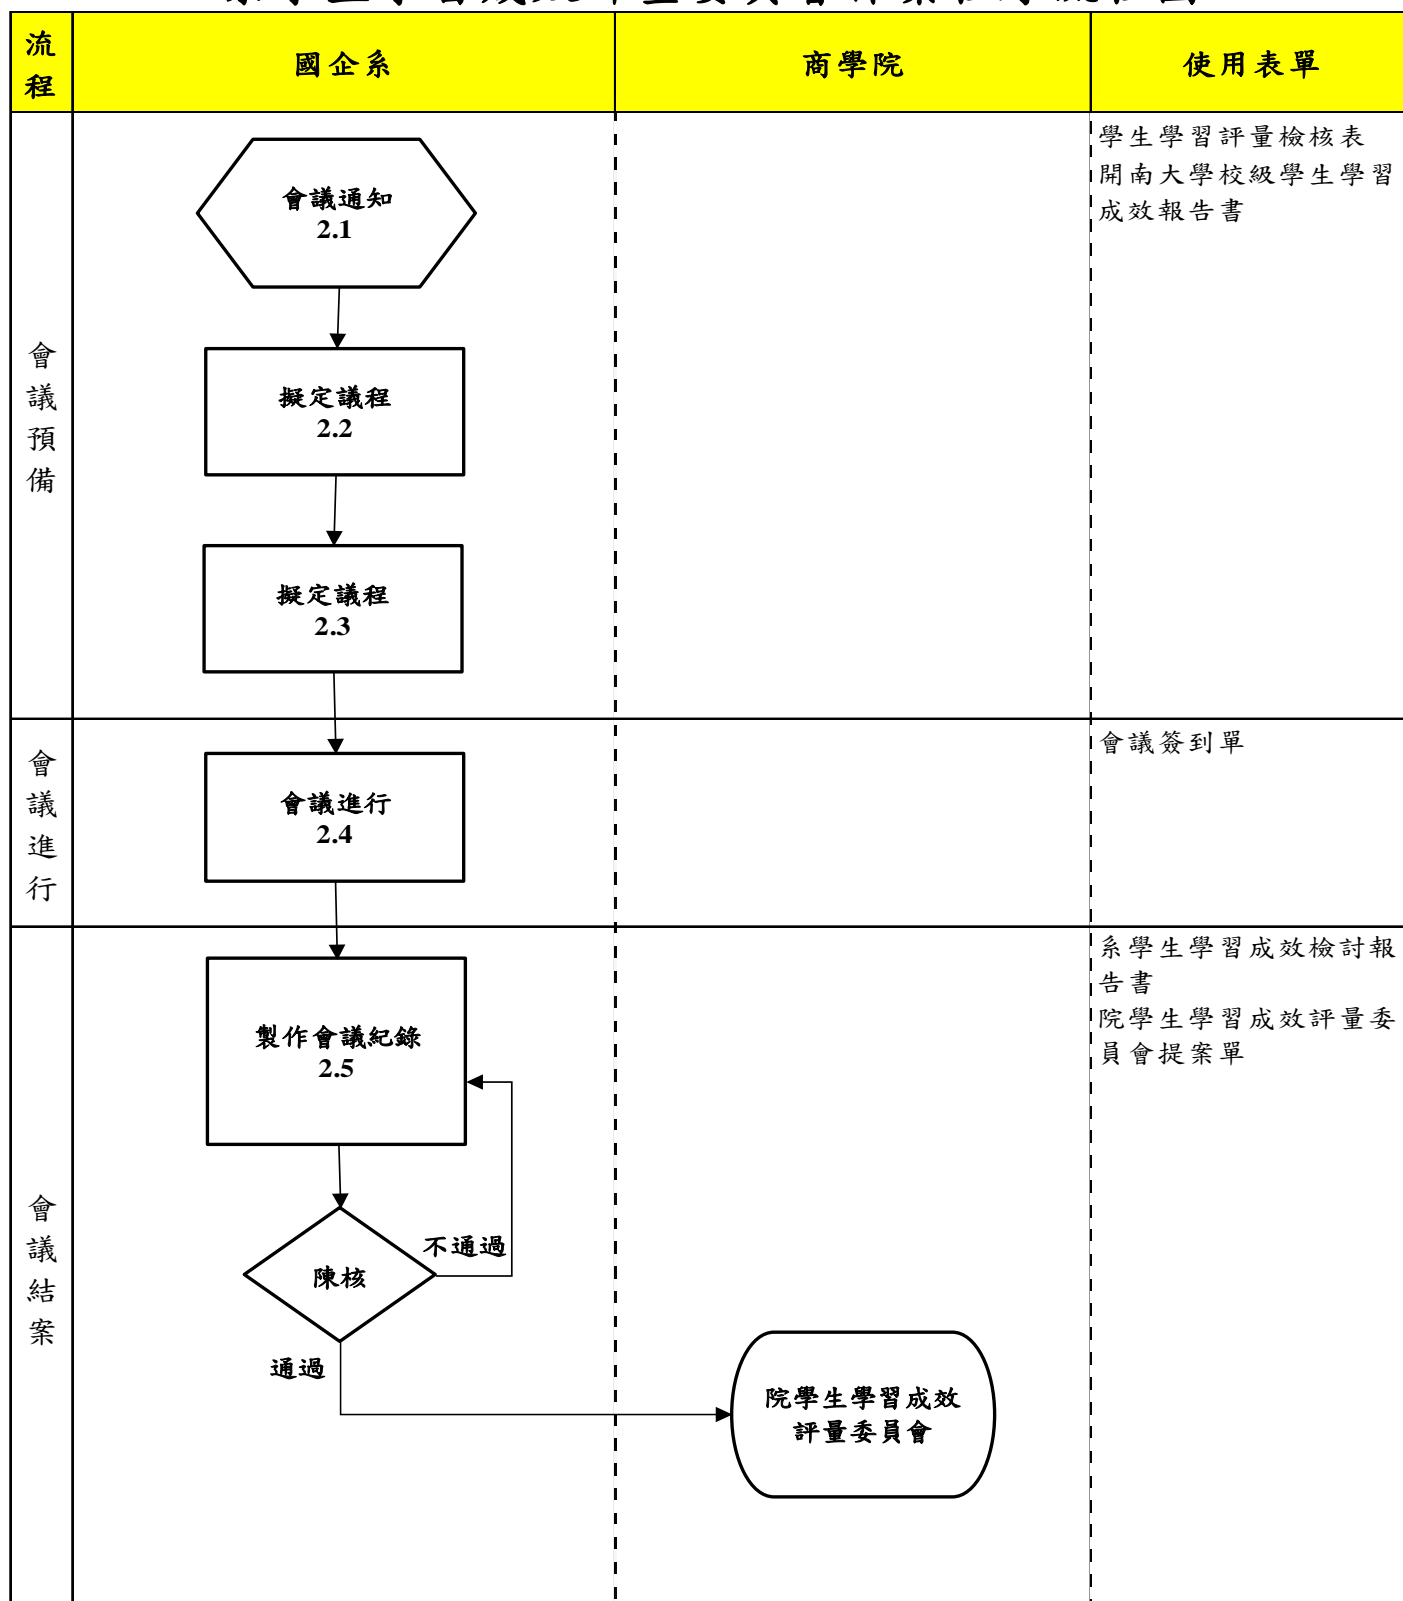 流程
國企系
商學院
使用表單
會議預備
會議通知
2.1
擬定議程
2.2
擬定議程
2.3
學生學習評量檢核表
開南大學校級學生學習
成效報告書
會議進行
會議進行
2.4
會議簽到單
會議結案
製作會議紀錄
2.5
陳核
不通過
通過
院學生學習成效
評量委員會
系學生學習成效檢討報
告書
院學生學習成效評量委
員會提案單